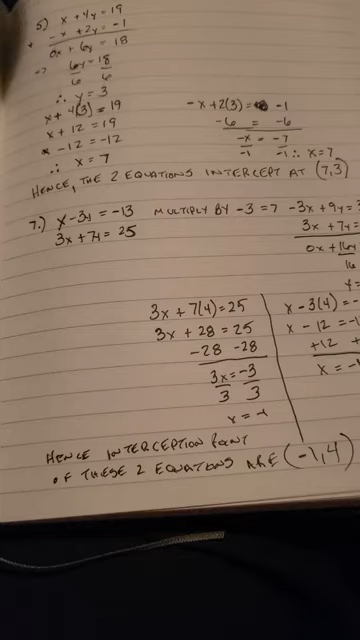 5) x + 4y = 19
+ -x + 2y = -1
0x + 6y = 18
=> 6y = 18
6 6
∴ y = 3
x + 4(3) = 19
x + 12 = 19
-12 = -12
∴ x = 7
-x + 2(3) = -1
-6 = -6
-x = -7
-1 -1 ∴ x = 7
HENCE, THE 2 EQUATIONS INTERCEPT AT (7,3)
7.) x - 3y = -13 MULTIPLY BY -3 = 7 -3x + 9y = 3
3x + 7y = 25 3x + 7y =
0x + 16y
16
y =
3x + 7(4) = 25
3x + 28 = 25
-28 -28
3x = -3
3 3
x = -1
x - 3(4) = -
x - 12 = -1
+12 +
x = -
HENCE INTERCEPTION POINT
OF THESE 2 EQUATIONS ARE (-1,4)